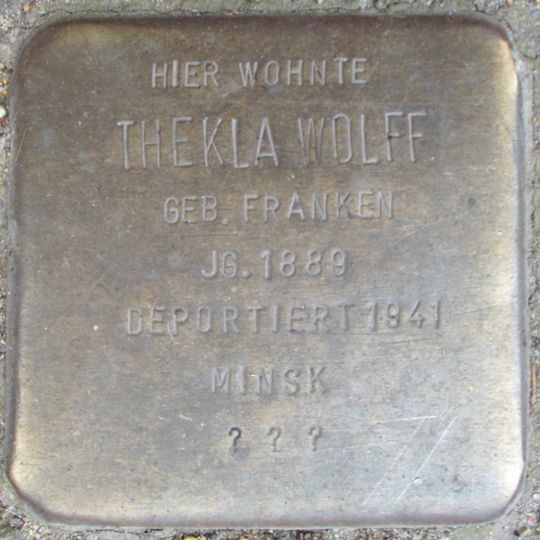 HIER WOHNTE
THEKLA WOLFF
GEB. FRANKEN
JG. 1889
DEPORTIERT 1941
MINSK
? ? ?